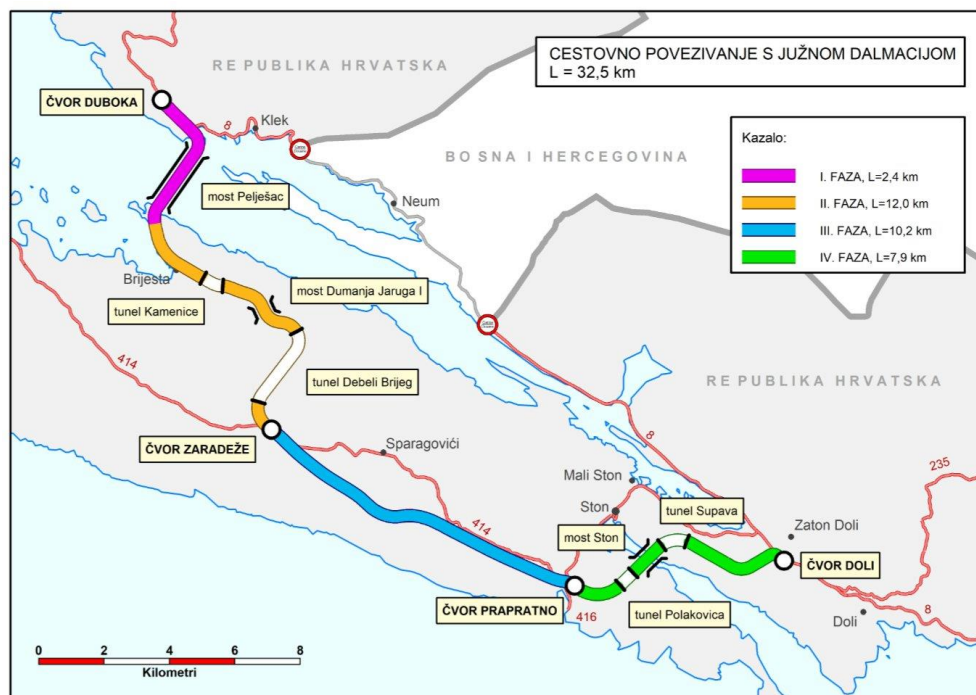 CESTOVNO POVEZIVANJE S JUŽNOM DALMACIJOM
L = 32,5 km
REPUBLIKA HRVATSKA
ČVOR DUBOKA
8
Klek
Kazalo:
I. FAZA, L=2,4 km
II. FAZA, L=12,0 km
III. FAZA, L=10,2 km
IV. FAZA, L=7,9 km
BOSNA I HERCEGOVINA
most Pelješac
Neum
Brijesta
most Dumanja Jaruga I
tunel Kamenice
414
tunel Debeli Brijeg
REPUBLIKA HRVATSKA
ČVOR ZARADEŽE
Sparagovići
8
235
Mali Ston
Ston
tunel Supava
414
most Ston
Zaton Doli
ČVOR DOLI
ČVOR PRAPRATNO
416
tunel Polakovica
Doli
8
0 2 4 6 8
Kilometri